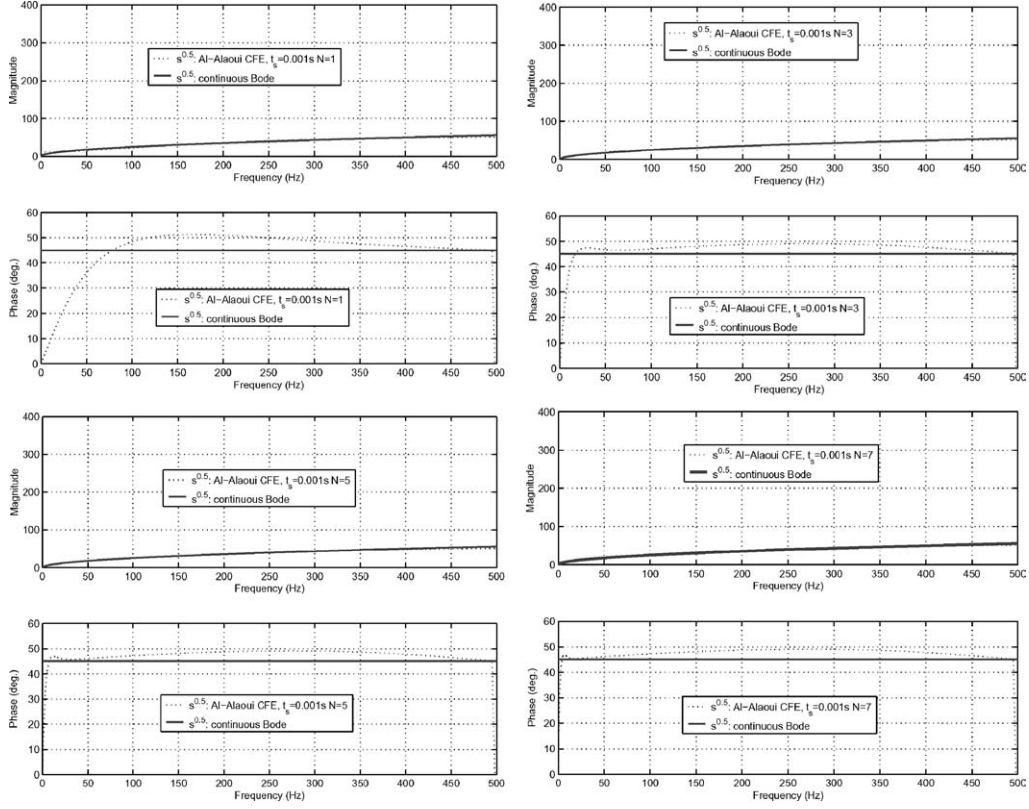 400
300
200
100
0
Magnitude
s^0.5: Al-Alaoui CFE, t_s=0.001s N=1
s^0.5: continuous Bode
0 50 100 150 200 250 300 350 400 450 500
Frequency (Hz)
400
300
200
100
0
Magnitude
s^0.5: Al-Alaoui CFE, t_s=0.001s N=3
s^0.5: continuous Bode
0 50 100 150 200 250 300 350 400 450 500
Frequency (Hz)
60
50
40
30
20
10
0
Phase (deg.)
s^0.5: Al-Alaoui CFE, t_s=0.001s N=1
s^0.5: continuous Bode
0 50 100 150 200 250 300 350 400 450 500
Frequency (Hz)
60
50
40
30
20
10
0
Phase (deg.)
s^0.5: Al-Alaoui CFE, t_s=0.001s N=3
s^0.5: continuous Bode
0 50 100 150 200 250 300 350 400 450 500
Frequency (Hz)
400
300
200
100
0
Magnitude
s^0.5: Al-Alaoui CFE, t_s=0.001s N=5
s^0.5: continuous Bode
0 50 100 150 200 250 300 350 400 450 500
Frequency (Hz)
400
300
200
100
0
Magnitude
s^0.5: Al-Alaoui CFE, t_s=0.001s N=7
s^0.5: continuous Bode
0 50 100 150 200 250 300 350 400 450 500
Frequency (Hz)
60
50
40
30
20
10
0
Phase (deg.)
s^0.5: Al-Alaoui CFE, t_s=0.001s N=5
s^0.5: continuous Bode
0 50 100 150 200 250 300 350 400 450 500
Frequency (Hz)
60
50
40
30
20
10
0
Phase (deg.)
s^0.5: Al-Alaoui CFE, t_s=0.001s N=7
s^0.5: continuous Bode
0 50 100 150 200 250 300 350 400 450 500
Frequency (Hz)